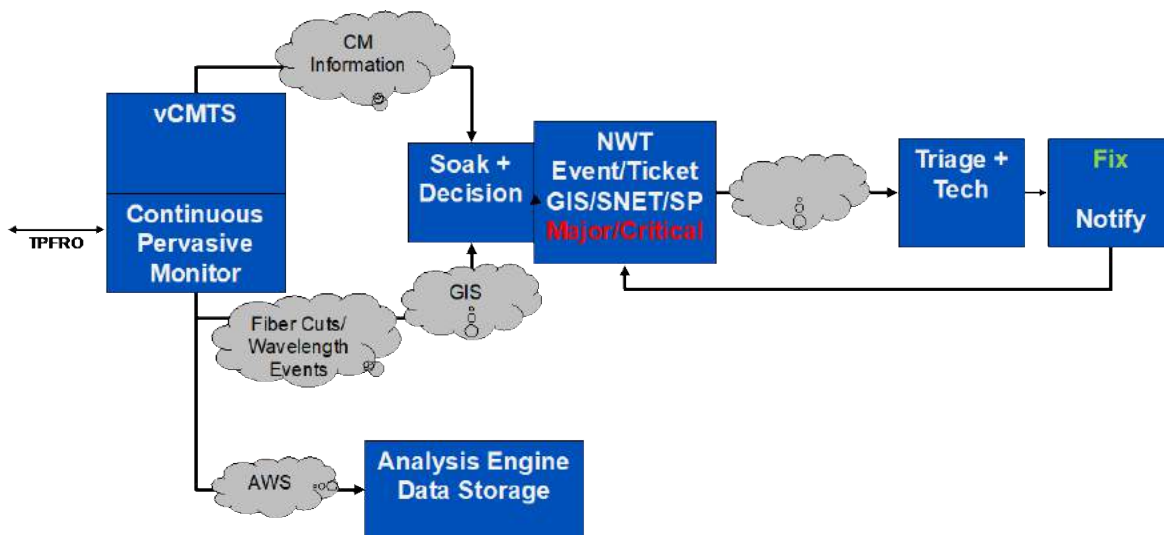 CM
Information
vCMTS
Continuous
Pervasive
Monitor
TPFRO
Soak +
Decision
NWT
Event/Ticket
GIS/SNET/SP
Major/Critical
Triage +
Tech
Fix
Notify
GIS
Fiber Cuts/
Wavelength
Events
AWS
Analysis Engine
Data Storage